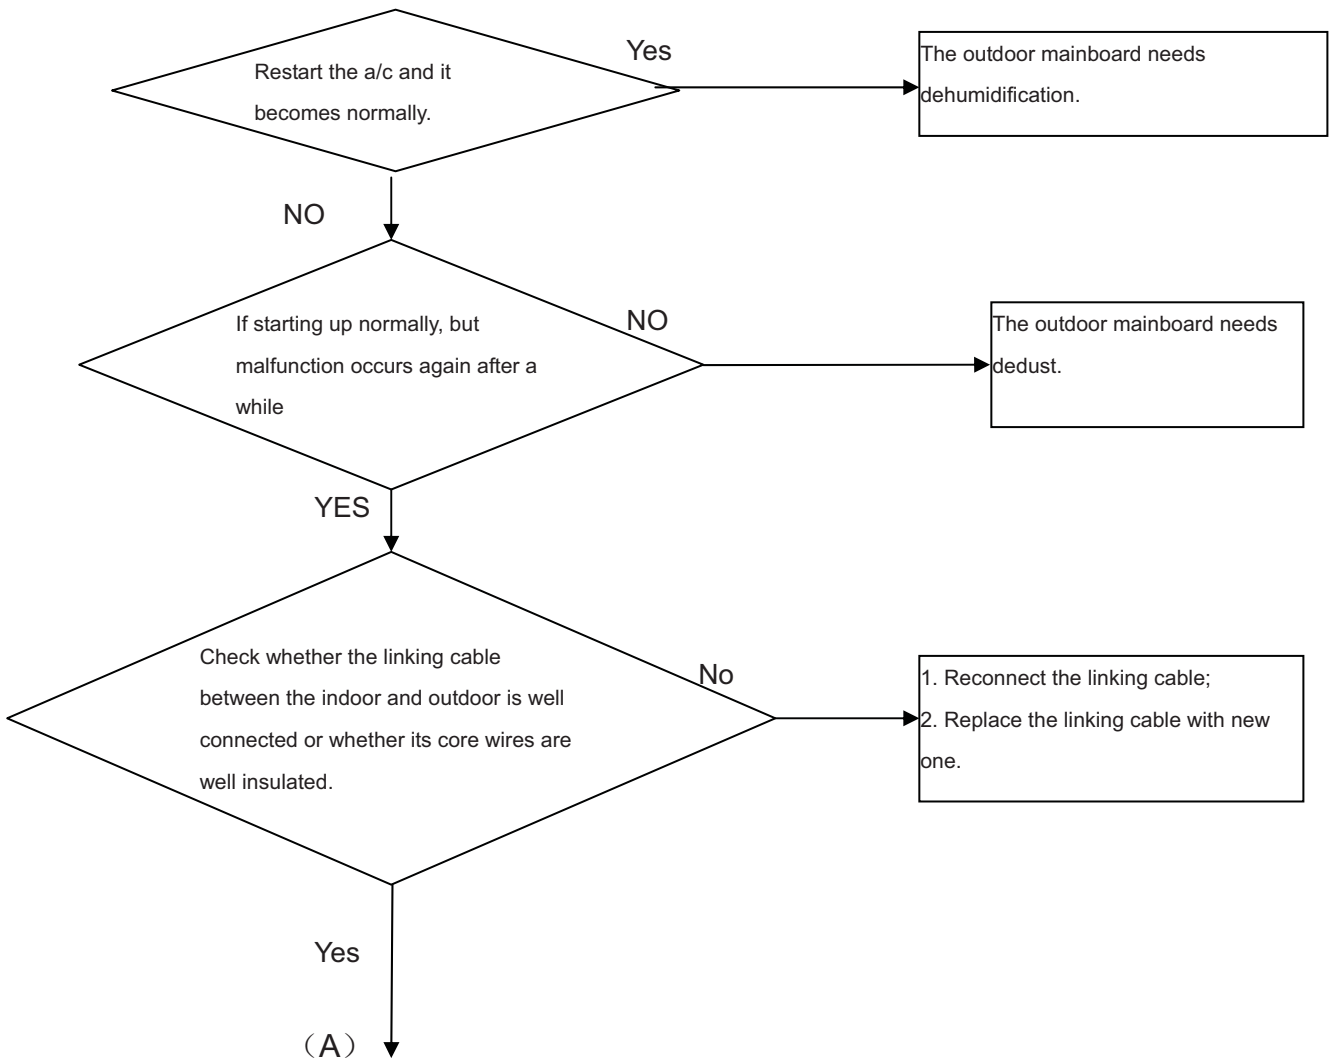 Yes
Restart the a/c and it
becomes normally.
The outdoor mainboard needs
dehumidification.
NO
If starting up normally, but
malfunction occurs again after a
while
NO
The outdoor mainboard needs
dedust.
YES
Check whether the linking cable
between the indoor and outdoor is well
connected or whether its core wires are
well insulated.
No
1. Reconnect the linking cable;
2. Replace the linking cable with new
one.
Yes
（A）